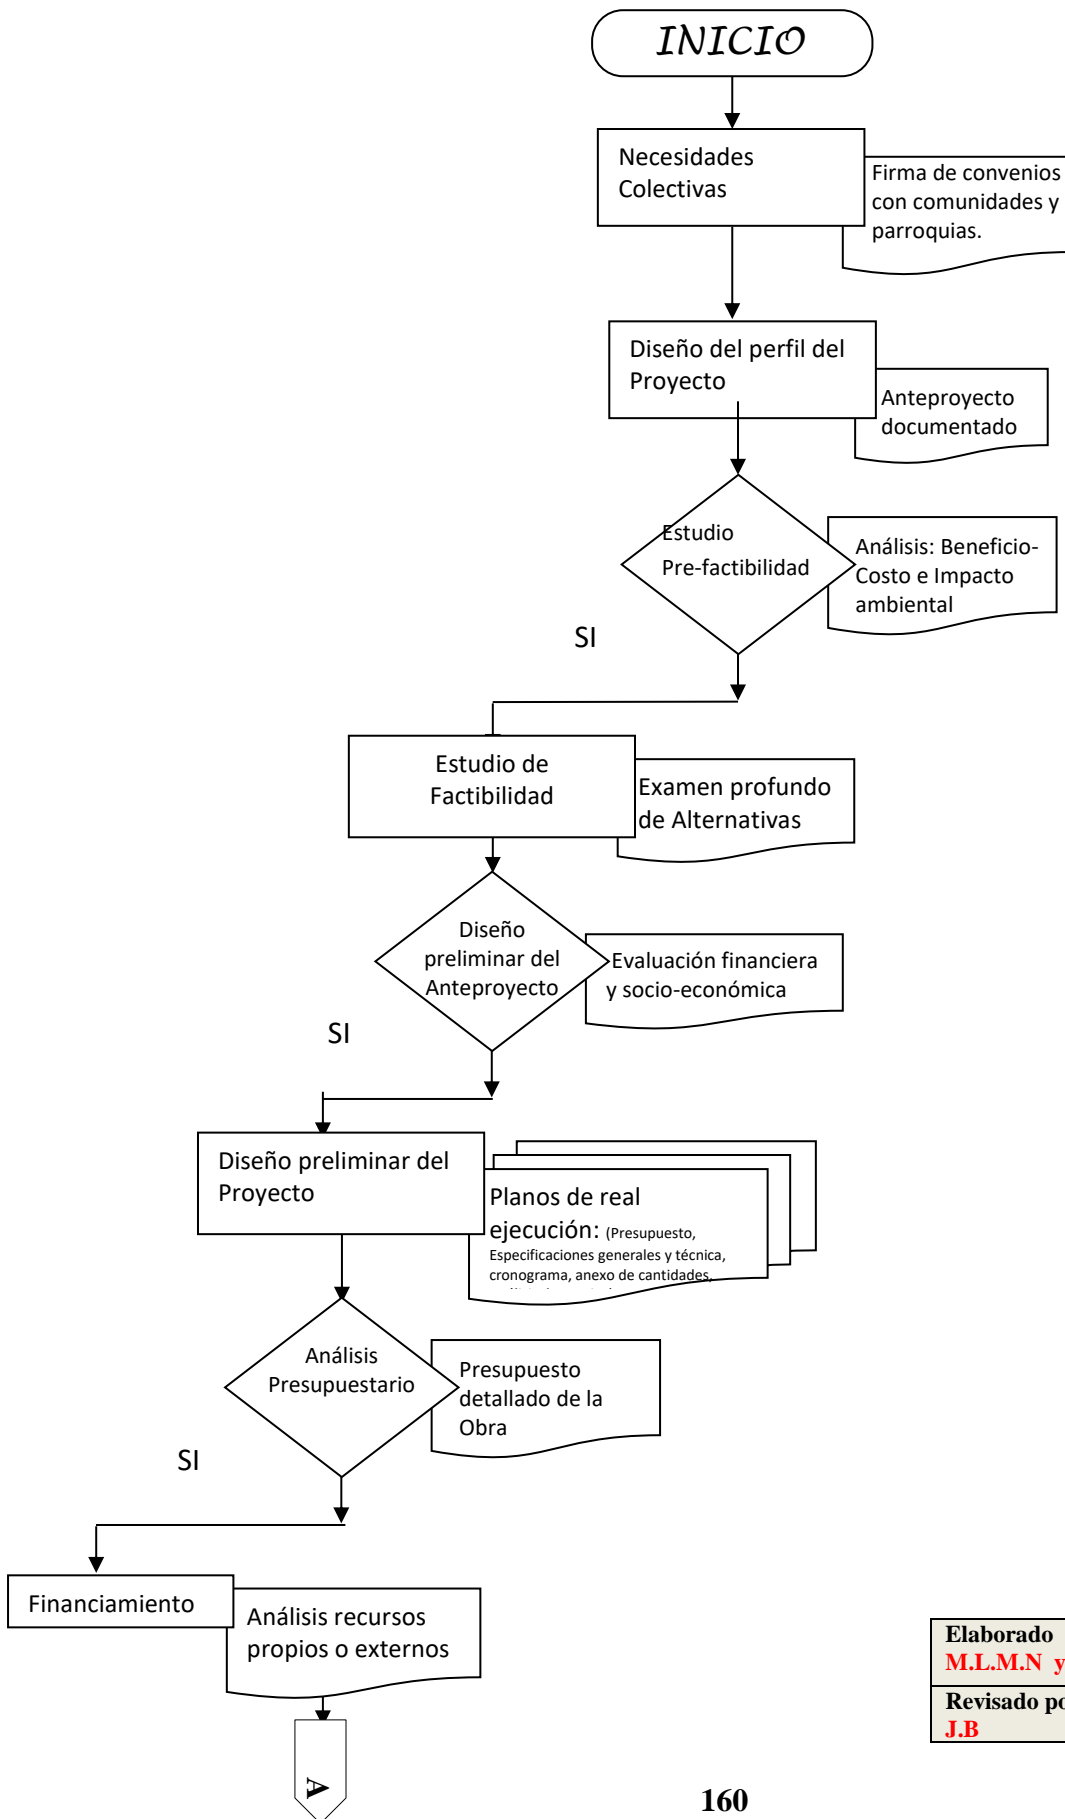 INICIO
Necesidades
Colectivas
Firma de convenios
con comunidades y
parroquias.
Diseño del perfil del
Proyecto
Anteproyecto
documentado
Estudio
Pre-factibilidad
Análisis: Beneficio-
Costo e Impacto
ambiental
SI
Estudio de
Factibilidad
Examen profundo
de Alternativas
Diseño
preliminar del
Anteproyecto
Evaluación financiera
y socio-económica
SI
Diseño preliminar del
Proyecto
Planos de real
ejecución: (Presupuesto,
Especificaciones generales y técnica,
cronograma, anexo de cantidades,
Análisis
Presupuestario
Presupuesto
detallado de la
Obra
SI
Financiamiento
Análisis recursos
propios o externos
Elaborado
M.L.M.N y
Revisado po
J.B
A
160